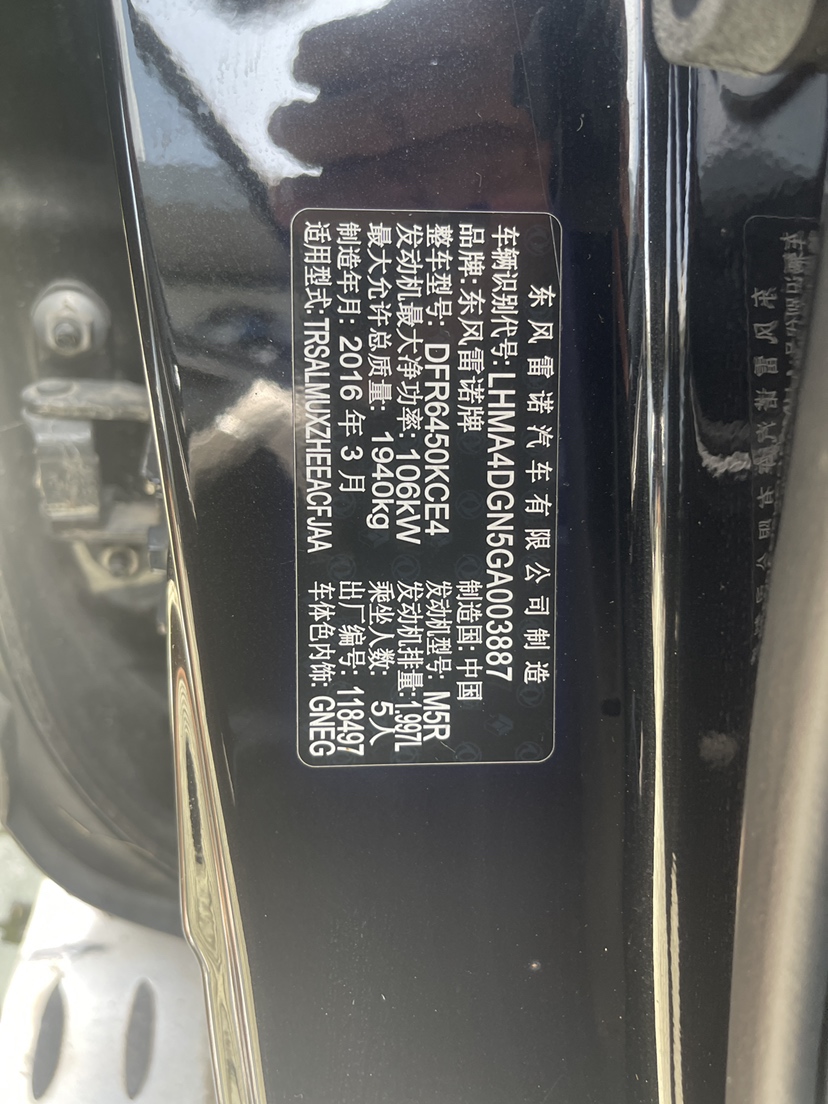 东风雷诺汽车有限公司制造
车辆识别代号:LHMA4DGN5GA003887
品牌:东风雷诺牌 制造国:中国
整车型号:DFR6450KCE4 发动机型号:M5R
发动机最大净功率:106kW 发动机排量:1.997L
最大允许总质量:1940kg 乘坐人数:5人
制造年月:2016年3月 出厂编号:118497
适用型式:TRSALMUXZHEEACFJAA 车体色内饰:GNEG